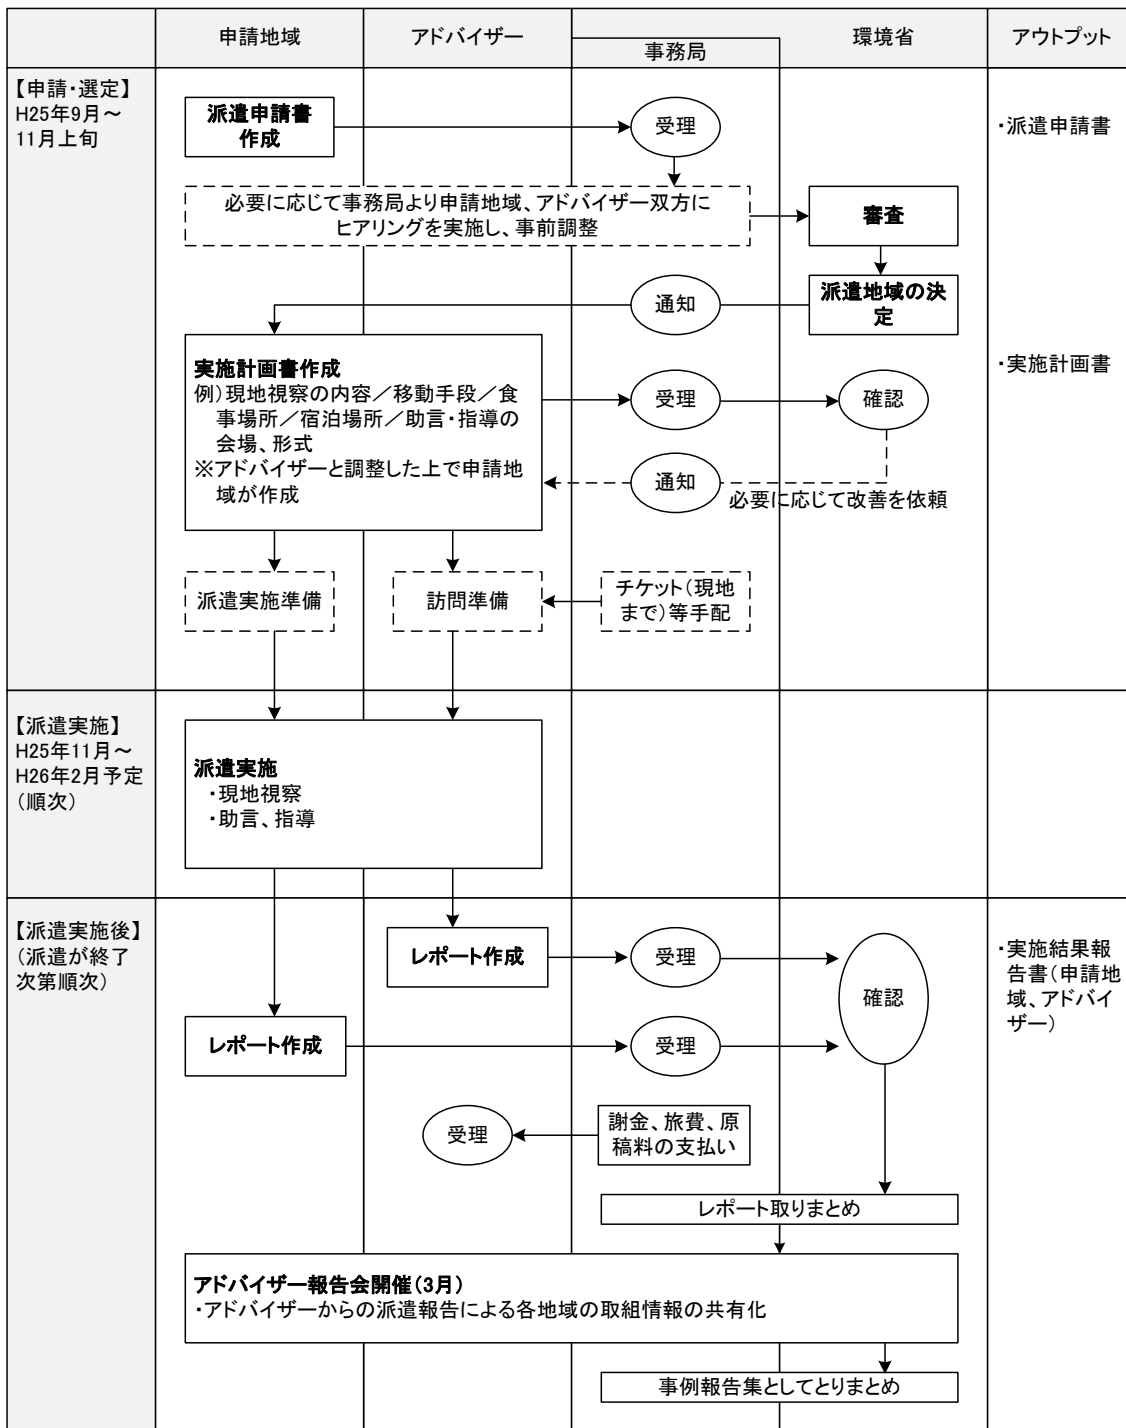 申請地域
アドバイザー
環境省
アウトプット
事務局
【申請・選定】
H25年9月～
11月上旬
派遣申請書
作成
受理
・派遣申請書
必要に応じて事務局より申請地域、アドバイザー双方に
ヒアリングを実施し、事前調整
審査
通知
派遣地域の決
定
実施計画書作成
例）現地視察の内容／移動手段／食
事場所／宿泊場所／助言・指導の
会場、形式
※アドバイザーと調整した上で申請地
域が作成
受理
確認
・実施計画書
通知
必要に応じて改善を依頼
派遣実施準備
訪問準備
チケット（現地
まで）等手配
【派遣実施】
H25年11月～
H26年2月予定
（順次）
派遣実施
・現地視察
・助言、指導
【派遣実施後】
（派遣が終了
次第順次）
レポート作成
受理
確認
・実施結果報
告書（申請地
域、アドバイ
ザー）
レポート作成
受理
受理
謝金、旅費、原
稿料の支払い
レポート取りまとめ
アドバイザー報告会開催（3月）
・アドバイザーからの派遣報告による各地域の取組情報の共有化
事例報告集としてとりまとめ